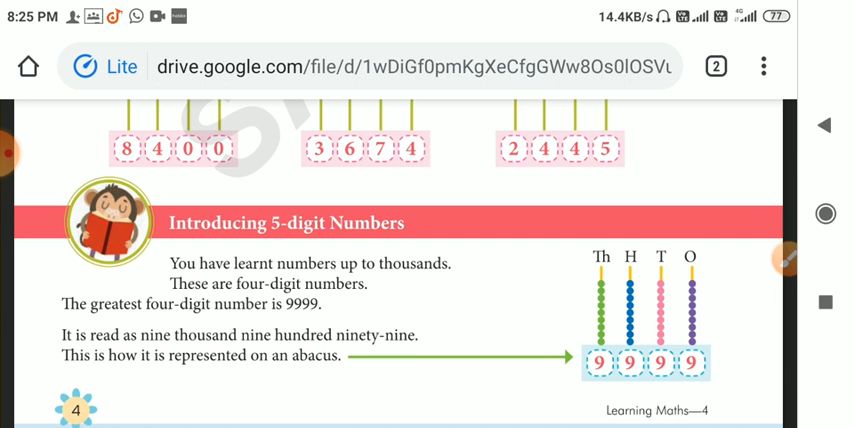 8:25 PM
14.4KB/s 4G 77
Lite drive.google.com/file/d/1wDiGf0pmKgXeCfgGWw8Os0lOSVu 2
8 4 0 0 3 6 7 4 2 4 4 5
Introducing 5-digit Numbers
You have learnt numbers up to thousands.
These are four-digit numbers.
The greatest four-digit number is 9999.
It is read as nine thousand nine hundred ninety-nine.
This is how it is represented on an abacus.
Th H T O
9 9 9 9
4
Learning Maths—4